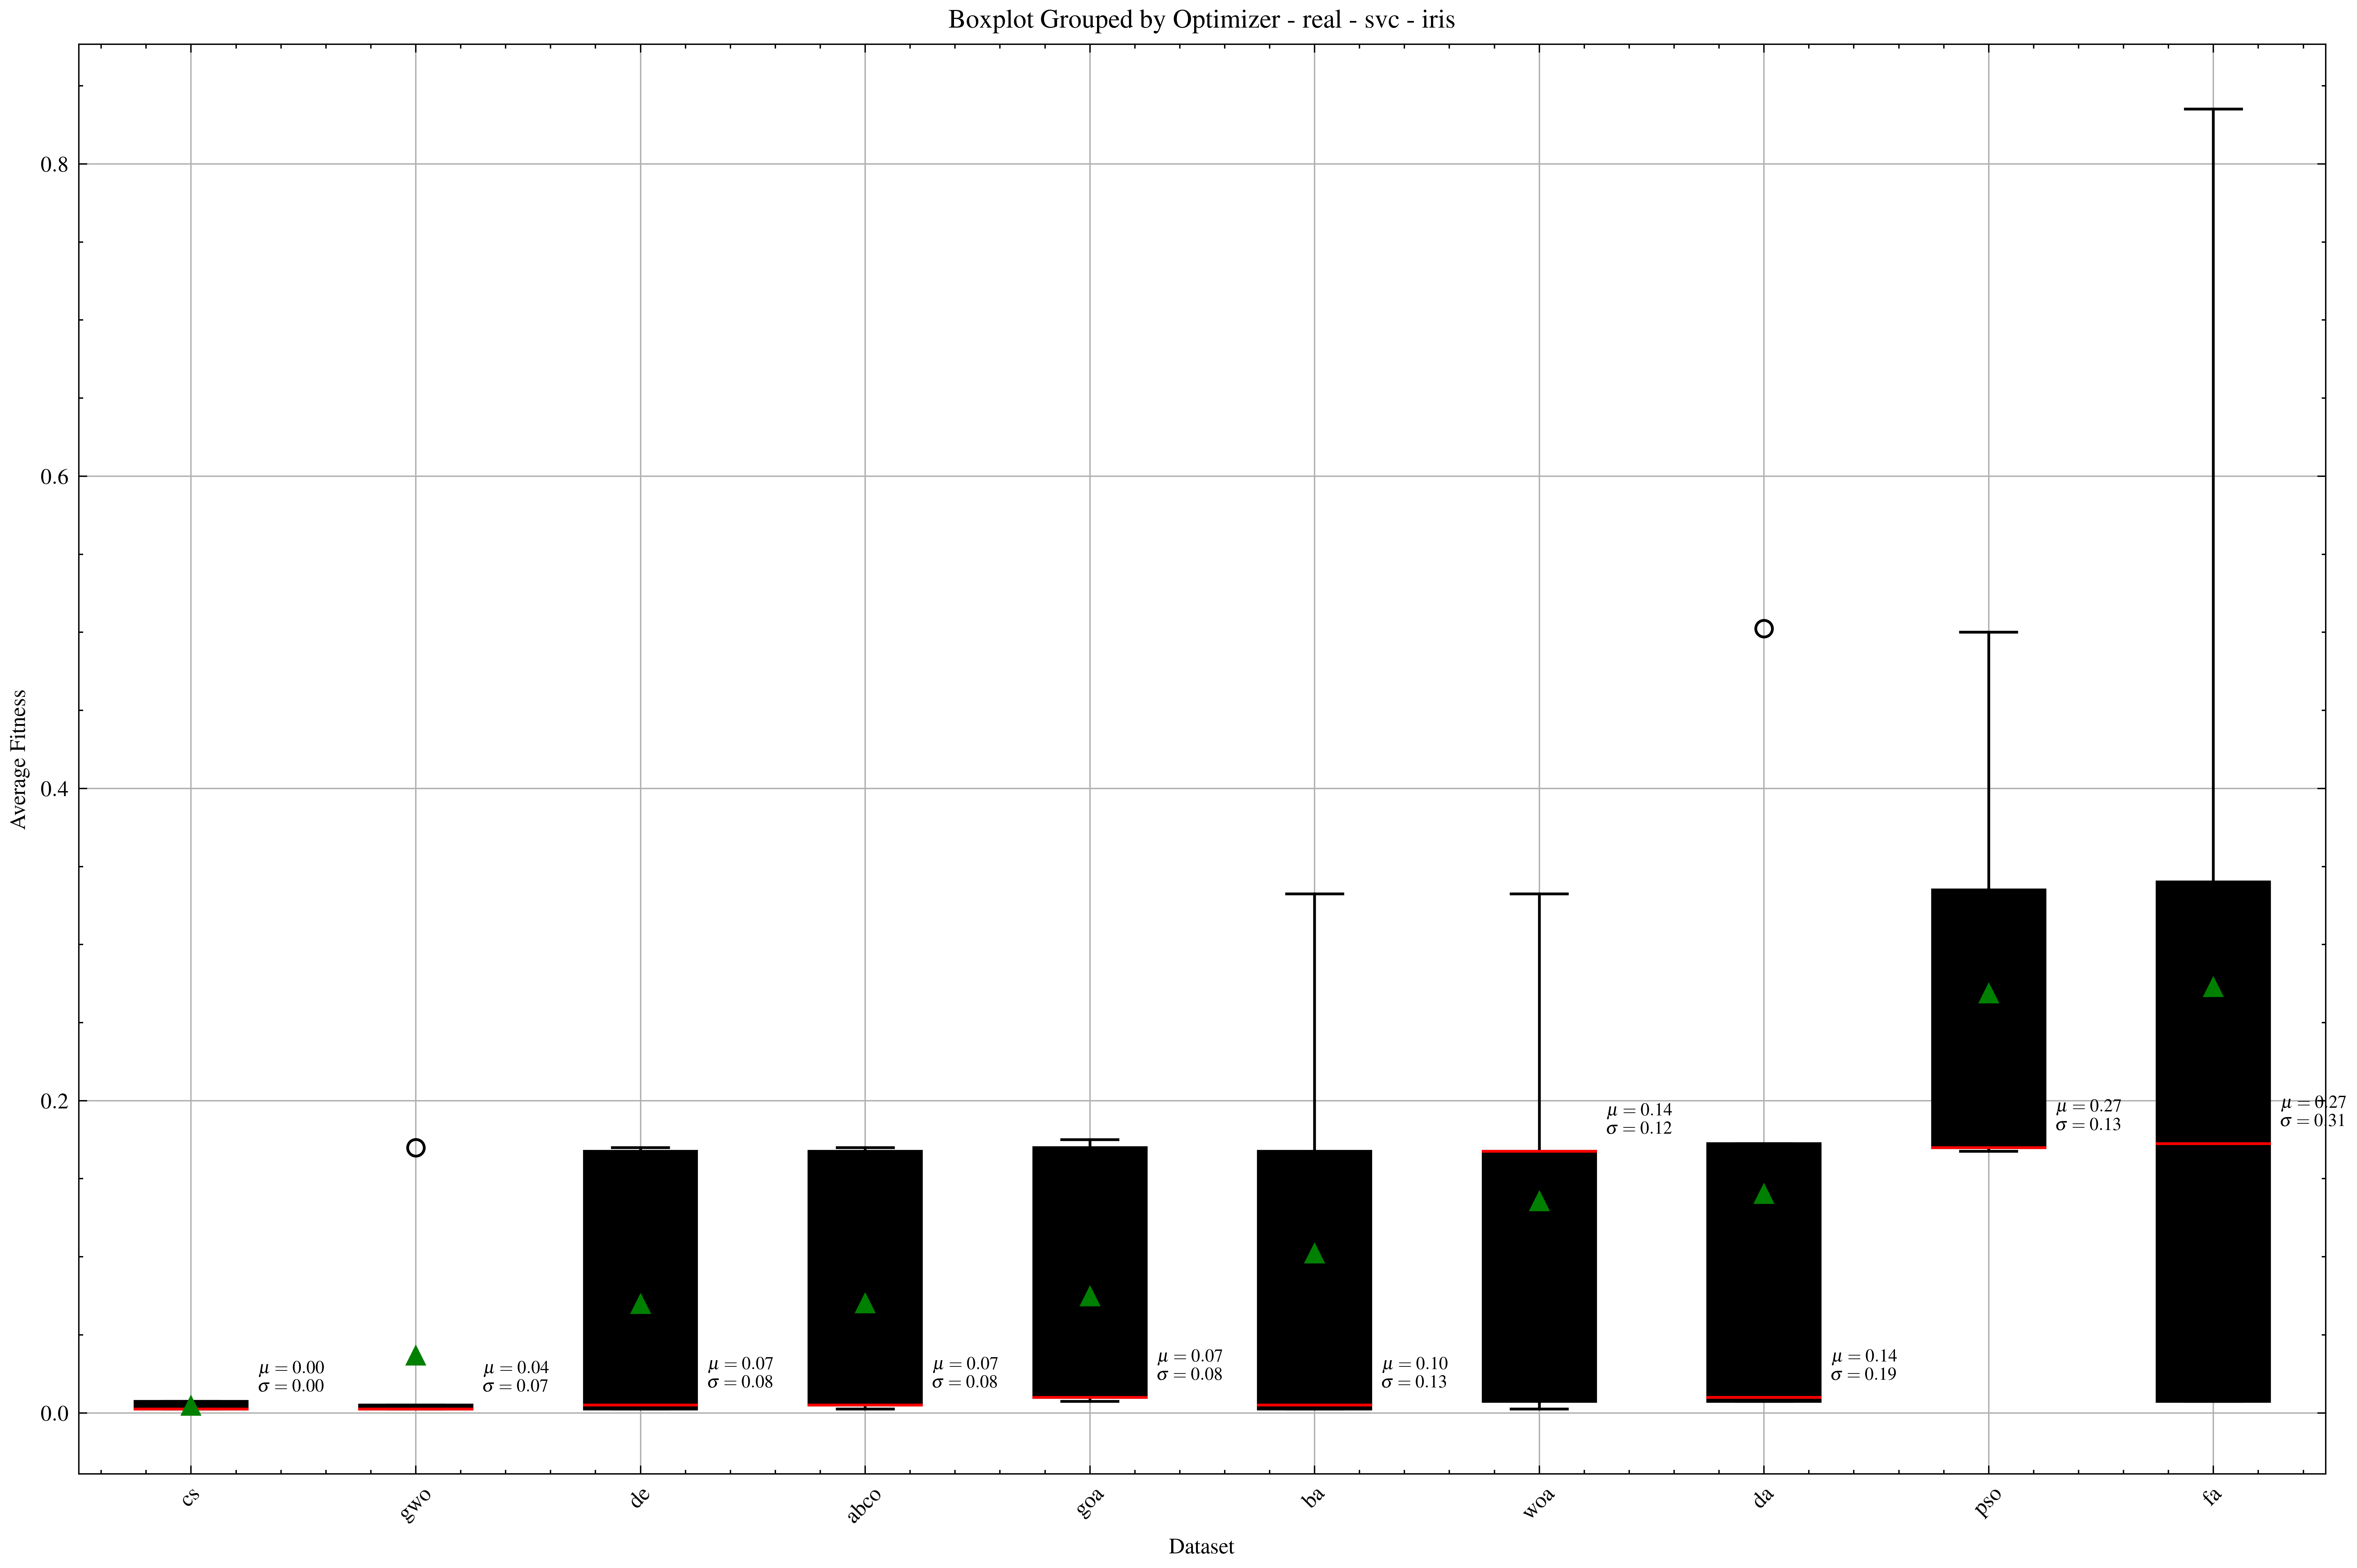 Boxplot Grouped by Optimizer - real - svc - iris
Average Fitness
0.8
0.6
0.4
0.2
0.0
μ = 0.00
σ = 0.00
μ = 0.04
σ = 0.07
μ = 0.07
σ = 0.08
μ = 0.07
σ = 0.08
μ = 0.07
σ = 0.08
μ = 0.10
σ = 0.13
μ = 0.14
σ = 0.12
μ = 0.14
σ = 0.19
μ = 0.27
σ = 0.13
μ = 0.27
σ = 0.31
cs
gwo
de
abco
goa
ba
woa
da
pso
fa
Dataset